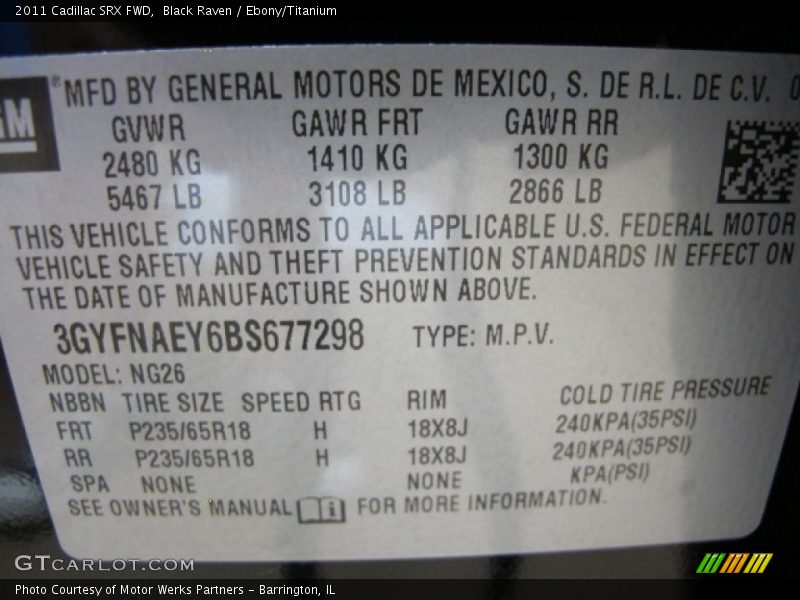 2011 Cadillac SRX FWD, Black Raven / Ebony/Titanium
GM
® MFD BY GENERAL MOTORS DE MEXICO, S. DE R.L. DE C.V.
GVWR GAWR FRT GAWR RR
2480 KG 1410 KG 1300 KG
5467 LB 3108 LB 2866 LB
THIS VEHICLE CONFORMS TO ALL APPLICABLE U.S. FEDERAL MOTOR
VEHICLE SAFETY AND THEFT PREVENTION STANDARDS IN EFFECT ON
THE DATE OF MANUFACTURE SHOWN ABOVE.
3GYFNAEY6BS677298 TYPE: M.P.V.
MODEL: NG26
NBBN TIRE SIZE SPEED RTG RIM COLD TIRE PRESSURE
FRT P235/65R18 H 18X8J 240KPA(35PSI)
RR P235/65R18 H 18X8J 240KPA(35PSI)
SPA NONE NONE KPA(PSI)
SEE OWNER'S MANUAL i FOR MORE INFORMATION.
GTCARLOT.COM
Photo Courtesy of Motor Werks Partners - Barrington, IL